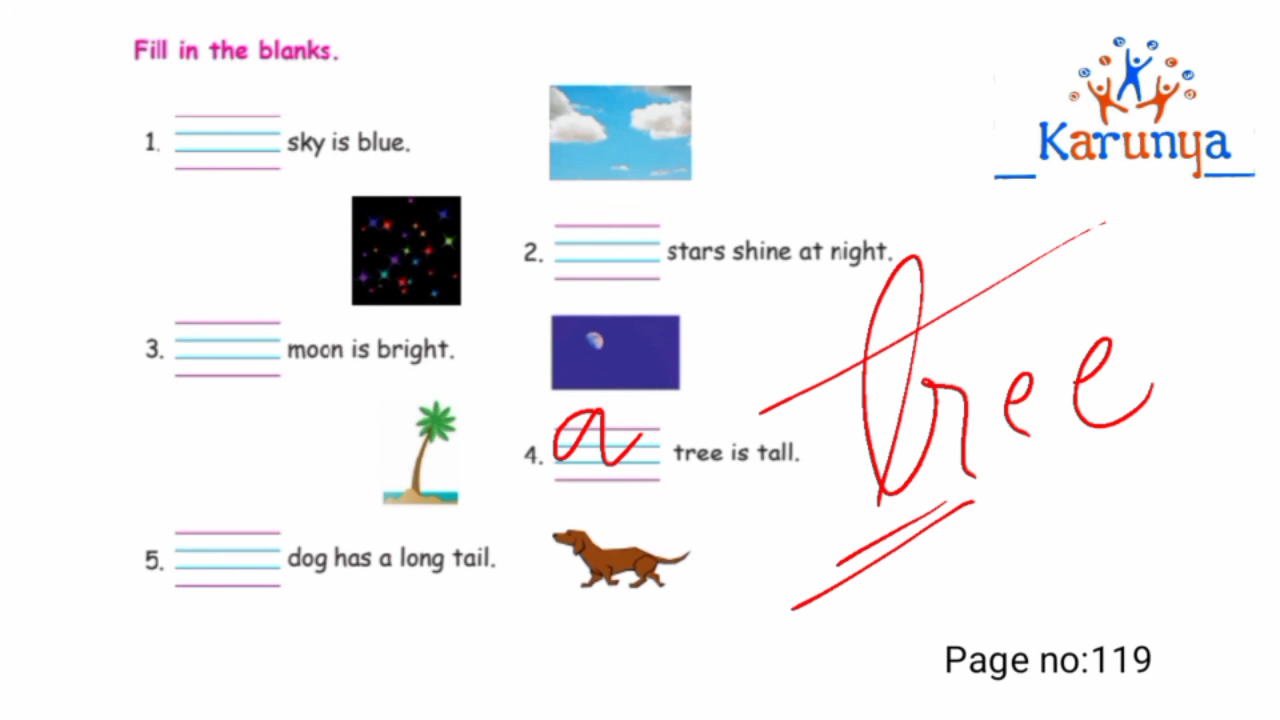 Fill in the blanks.
Karunya
1. sky is blue.
2. stars shine at night.
3. moon is bright.
4. a tree is tall.
tree
5. dog has a long tail.
Page no:119